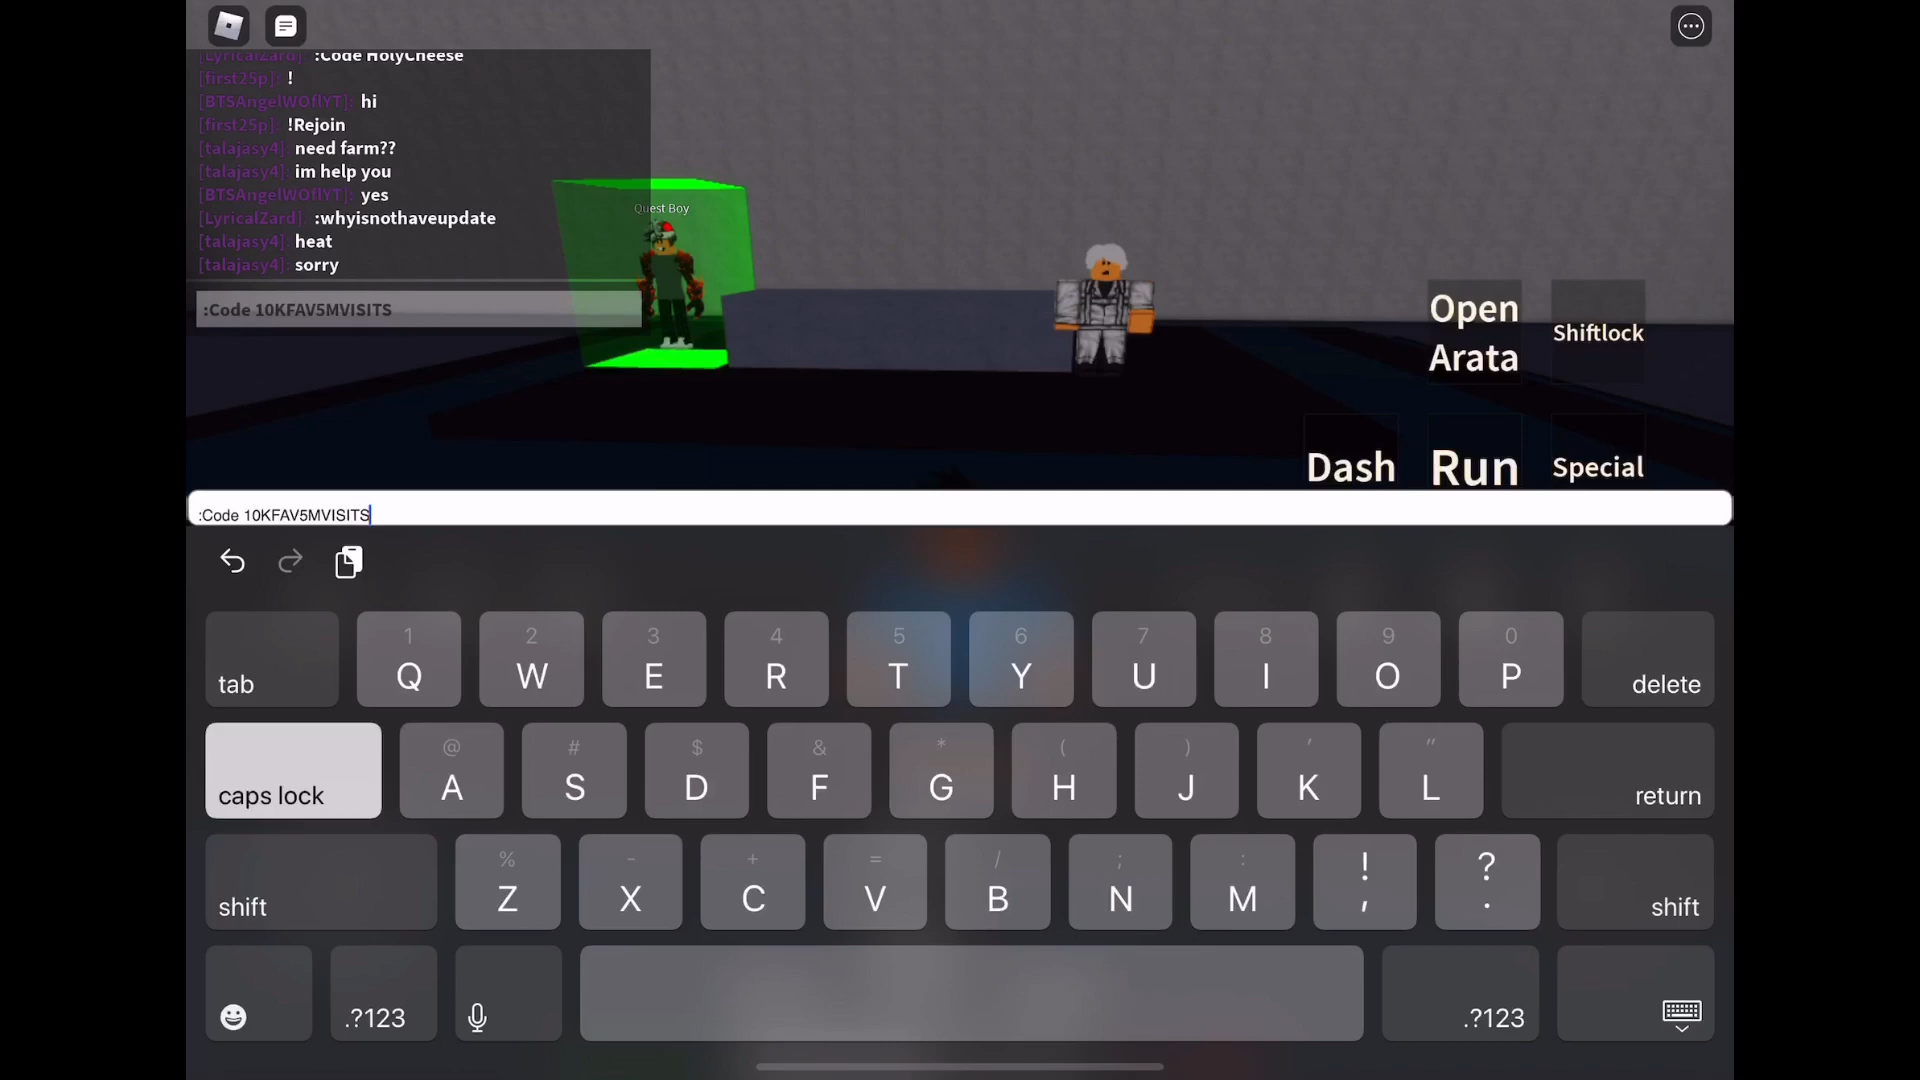 [LyricalZard]: :Code HolyCheese
[first25p]: !
[BTSAngelWOflYT]: hi
[first25p]: !Rejoin
[talajasy4]: need farm??
[talajasy4]: im help you
[BTSAngelWOflYT]: yes
[LyricalZard]: :whyisnothaveupdate
[talajasy4]: heat
[talajasy4]: sorry
:Code 10KFAV5MVISITS
Quest Boy
Open
Arata
Shiftlock
Dash
Run
Special
:Code 10KFAV5MVISITS
1 2 3 4 5 6 7 8 9 0
tab Q W E R T Y U I O P delete
@ # $ & * ( ) ' "
caps lock A S D F G H J K L return
% - + = / ; : ! ?
shift Z X C V B N M , . shift
.?123 .?123